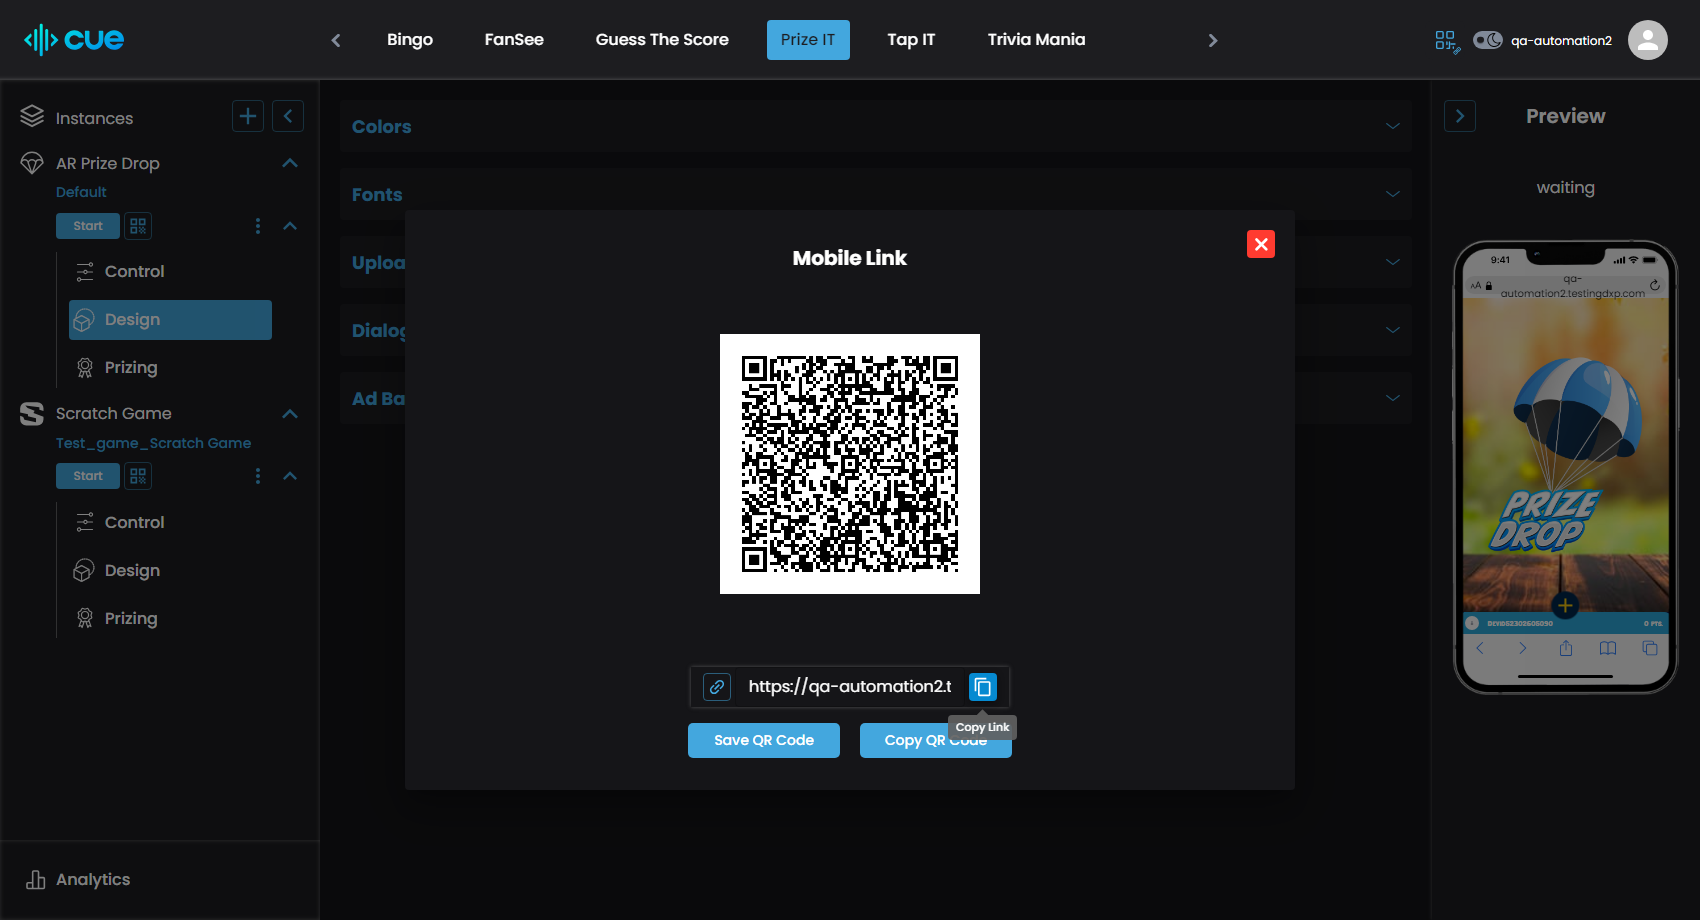 cue
Bingo
FanSee
Guess The Score
Prize IT
Tap IT
Trivia Mania
qa-automation2
Instances
AR Prize Drop
Default
Start
Control
Design
Prizing
Scratch Game
Test_game_Scratch Game
Start
Control
Design
Prizing
Analytics
Colors
Fonts
Uploa
Dialog
Ad Ba
Mobile Link
https://qa-automation2.t
Copy Link
Save QR Code
Copy QR Code
Preview
waiting
9:41
AA
qa-
automation2.testingdxp.com
PRIZE
DROP
0 PTS.